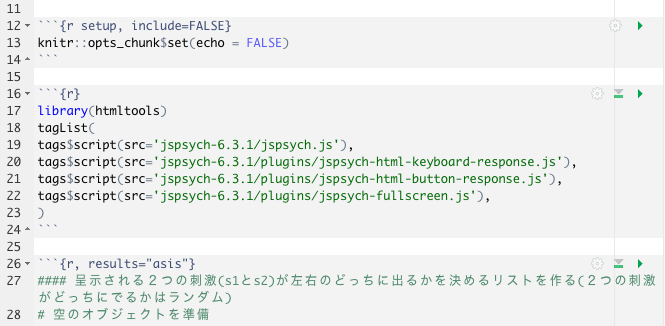 11
12 ```{r setup, include=FALSE}
13 knitr::opts_chunk$set(echo = FALSE)
14 ```
15
16 ```{r}
17 library(htmltools)
18 tagList(
19 tags$script(src='jspsych-6.3.1/jspsych.js'),
20 tags$script(src='jspsych-6.3.1/plugins/jspsych-html-keyboard-response.js'),
21 tags$script(src='jspsych-6.3.1/plugins/jspsych-html-button-response.js'),
22 tags$script(src='jspsych-6.3.1/plugins/jspsych-fullscreen.js'),
23 )
24 ```
25
26 ```{r, results="asis"}
27 #### 呈示される２つの刺激(s1とs2)が左右のどっちに出るかを決めるリストを作る(２つの刺激
がどっちにでるかはランダム)
28 # 空のオブジェクトを準備